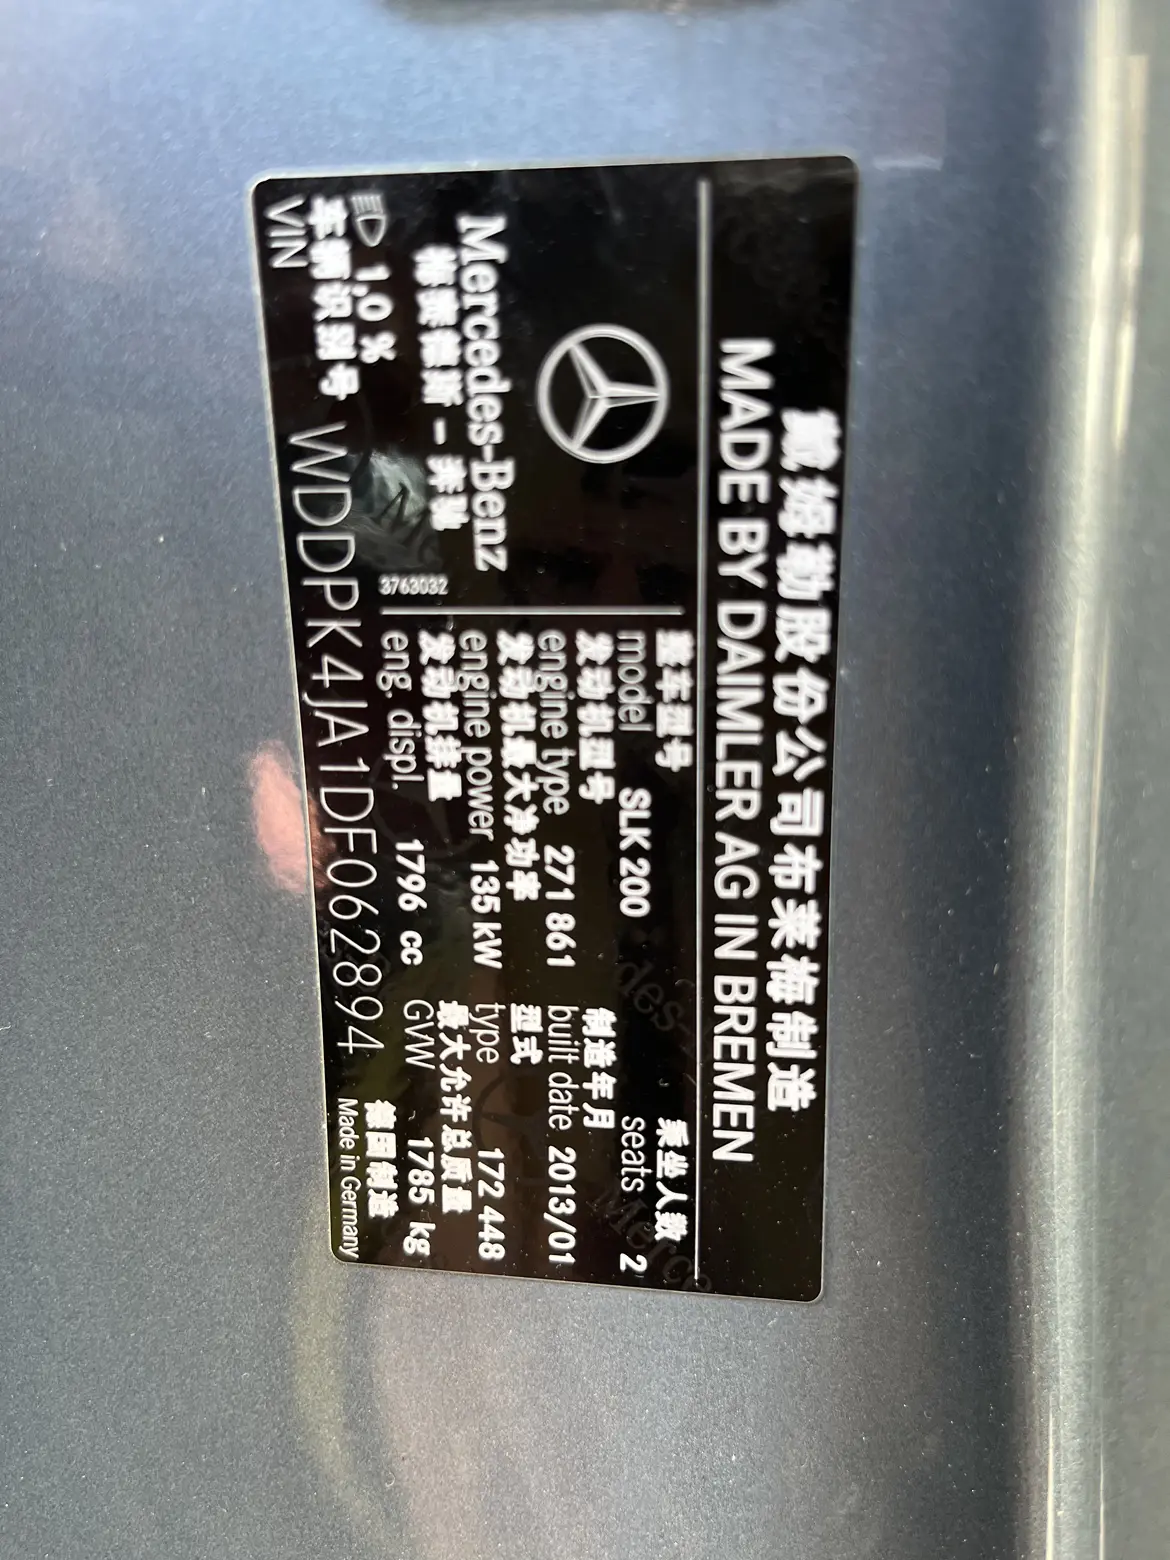 戴姆勒股份公司布莱梅制造
MADE BY DAIMLER AG IN BREMEN
整车型号
model SLK 200
乘坐人数
seats 2
发动机型号
engine type 271 861
制造年月
built date 2013/01
发动机最大净功率
engine power 135 kW
型式
type 172 448
发动机排量
eng. displ. 1796 cc
最大允许总质量
GVW 1785 kg
Mercedes-Benz
梅赛德斯-奔驰
3763032
1.0 %
车辆识别号
VIN WDDPK4JA1DF062894
德国制造
Made in Germany